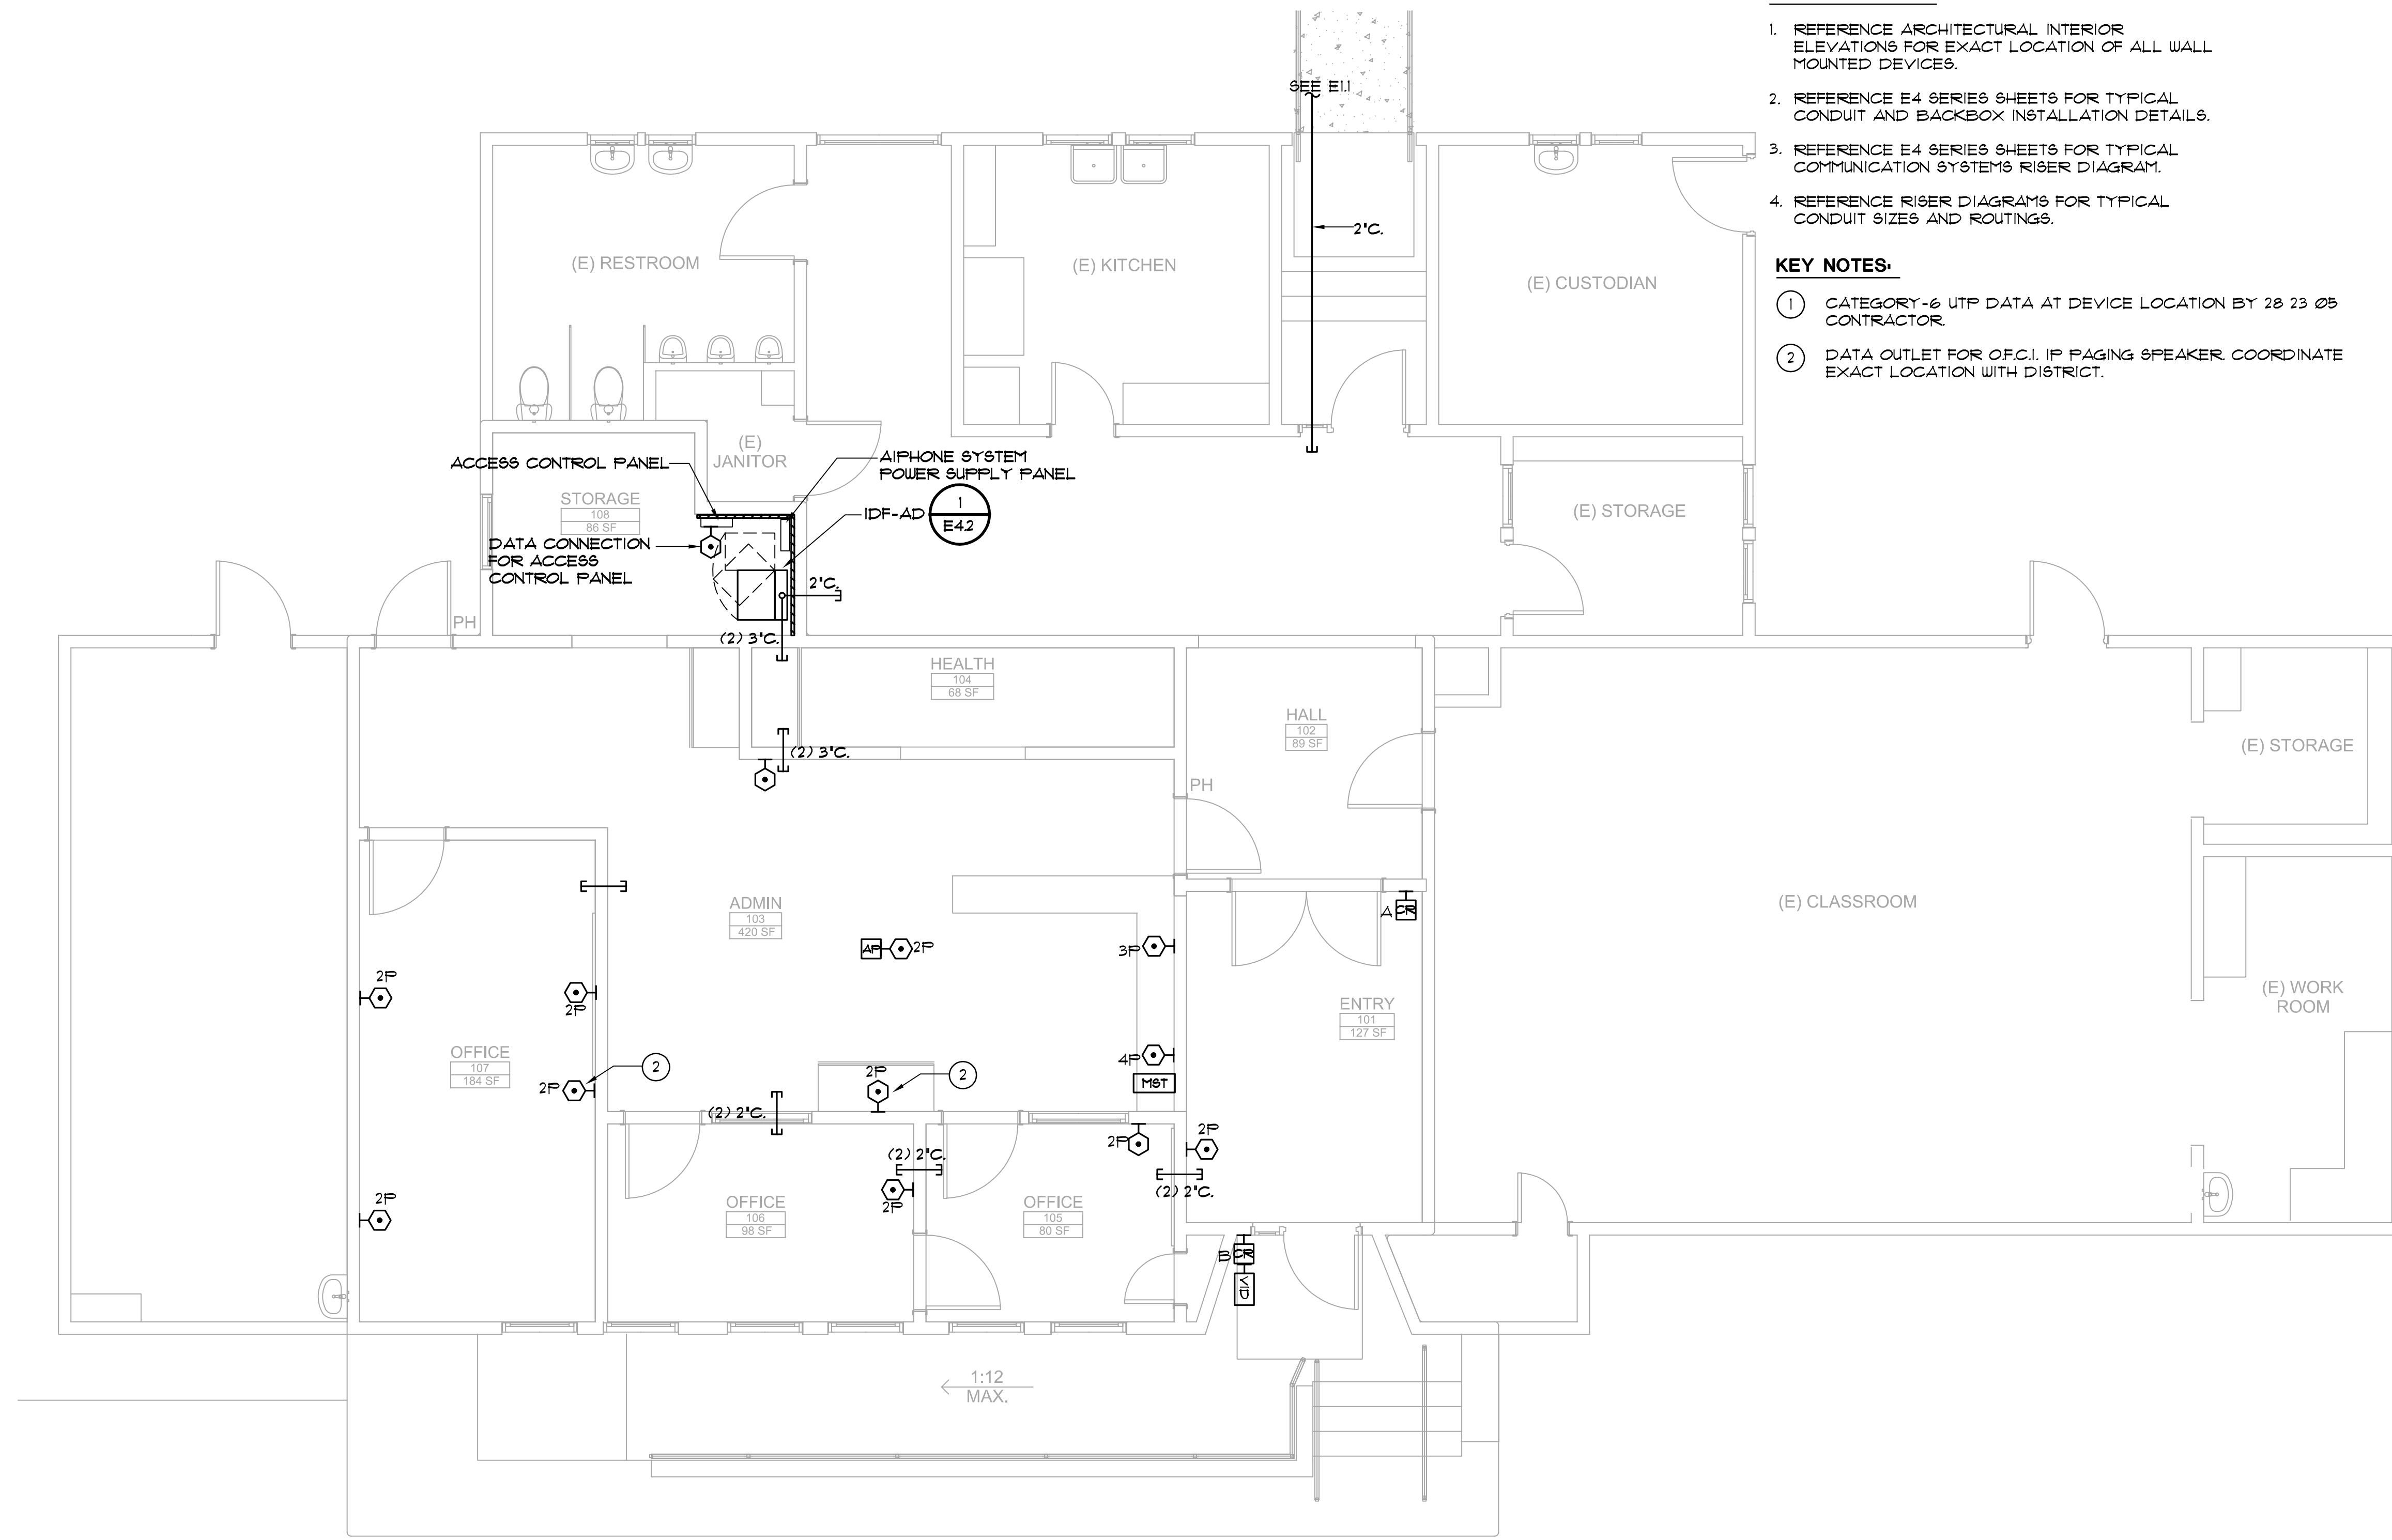 1. REFERENCE ARCHITECTURAL INTERIOR
ELEVATIONS FOR EXACT LOCATION OF ALL WALL
MOUNTED DEVICES.
2. REFERENCE E4 SERIES SHEETS FOR TYPICAL
CONDUIT AND BACKBOX INSTALLATION DETAILS.
3. REFERENCE E4 SERIES SHEETS FOR TYPICAL
COMMUNICATION SYSTEMS RISER DIAGRAM.
4. REFERENCE RISER DIAGRAMS FOR TYPICAL
CONDUIT SIZES AND ROUTINGS.
KEY NOTES:
1 CATEGORY-6 UTP DATA AT DEVICE LOCATION BY 28 23 05
CONTRACTOR.
2 DATA OUTLET FOR O.F.C.I. IP PAGING SPEAKER. COORDINATE
EXACT LOCATION WITH DISTRICT.
SEE E1.1
2"C.
(E) RESTROOM
(E) KITCHEN
(E) CUSTODIAN
(E)
JANITOR
ACCESS CONTROL PANEL
AIPHONE SYSTEM
POWER SUPPLY PANEL
STORAGE
108
86 SF
IDF-AD
1
E4.2
(E) STORAGE
DATA CONNECTION
FOR ACCESS
CONTROL PANEL
2"C.
PH
(2) 3"C.
HEALTH
104
68 SF
HALL
102
89 SF
(E) STORAGE
(2) 3"C.
PH
ADMIN
103
420 SF
A CR
(E) CLASSROOM
AP
2P
3P
2P
2P
(E) WORK
ROOM
ENTRY
101
127 SF
OFFICE
107
184 SF
4P
MST
2P
2
2P
2
(2) 2"C.
2P
2P
(2) 2"C.
2P
(2) 2"C.
2P
OFFICE
106
98 SF
OFFICE
105
80 SF
B CR
VID
1:12
MAX.